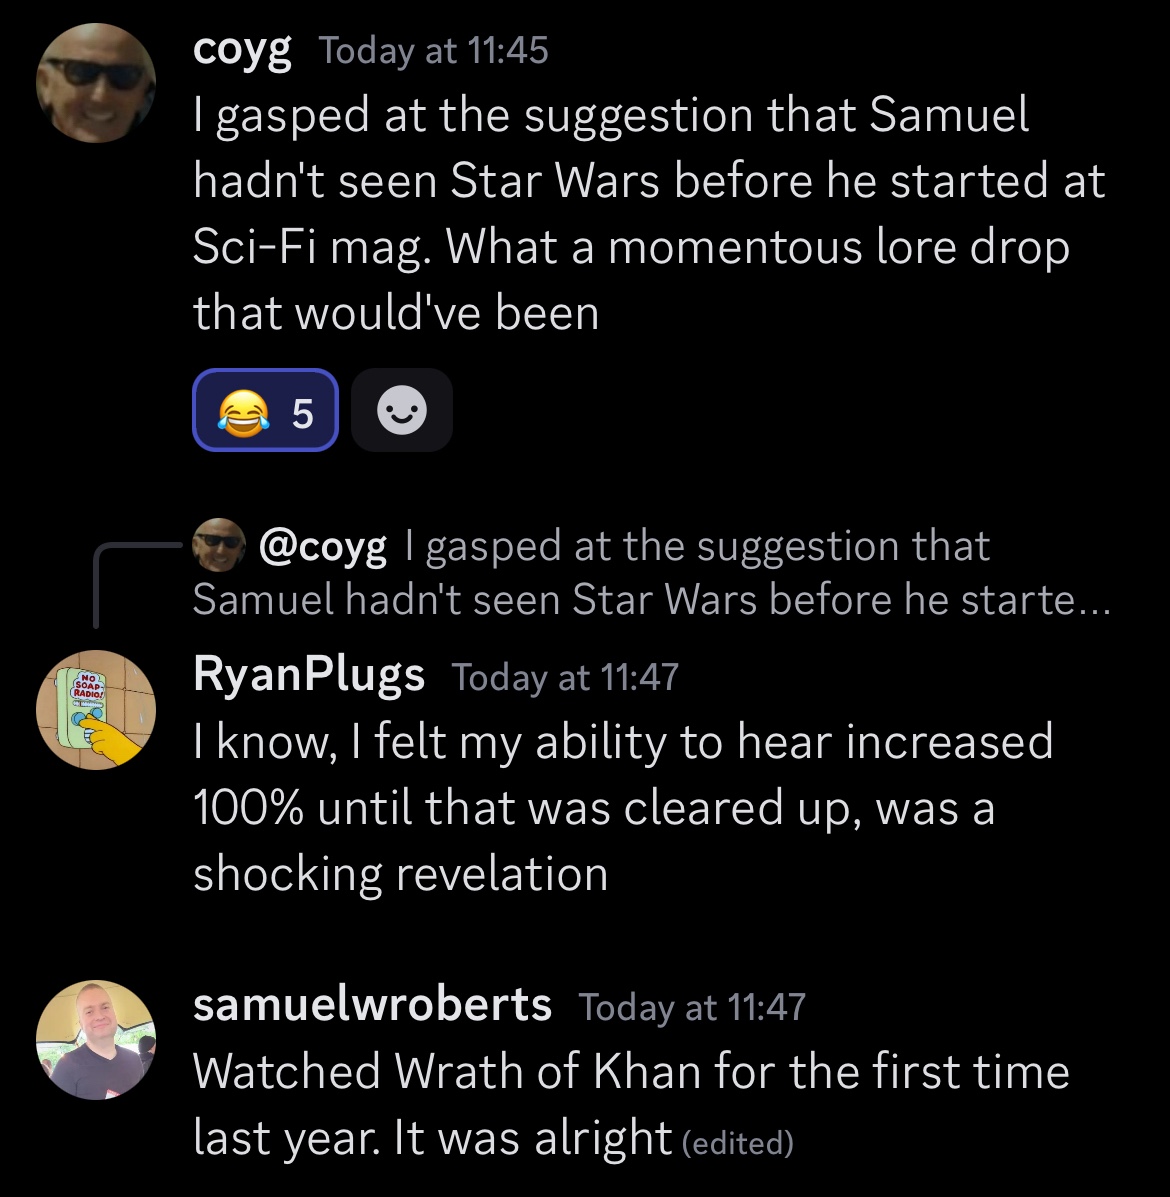 coyg Today at 11:45
I gasped at the suggestion that Samuel
hadn't seen Star Wars before he started at
Sci-Fi mag. What a momentous lore drop
that would've been
😂 5
@coyg I gasped at the suggestion that
Samuel hadn't seen Star Wars before he starte...
NO
SOAP-
RADIO!
RyanPlugs Today at 11:47
I know, I felt my ability to hear increased
100% until that was cleared up, was a
shocking revelation
samuelwroberts Today at 11:47
Watched Wrath of Khan for the first time
last year. It was alright (edited)